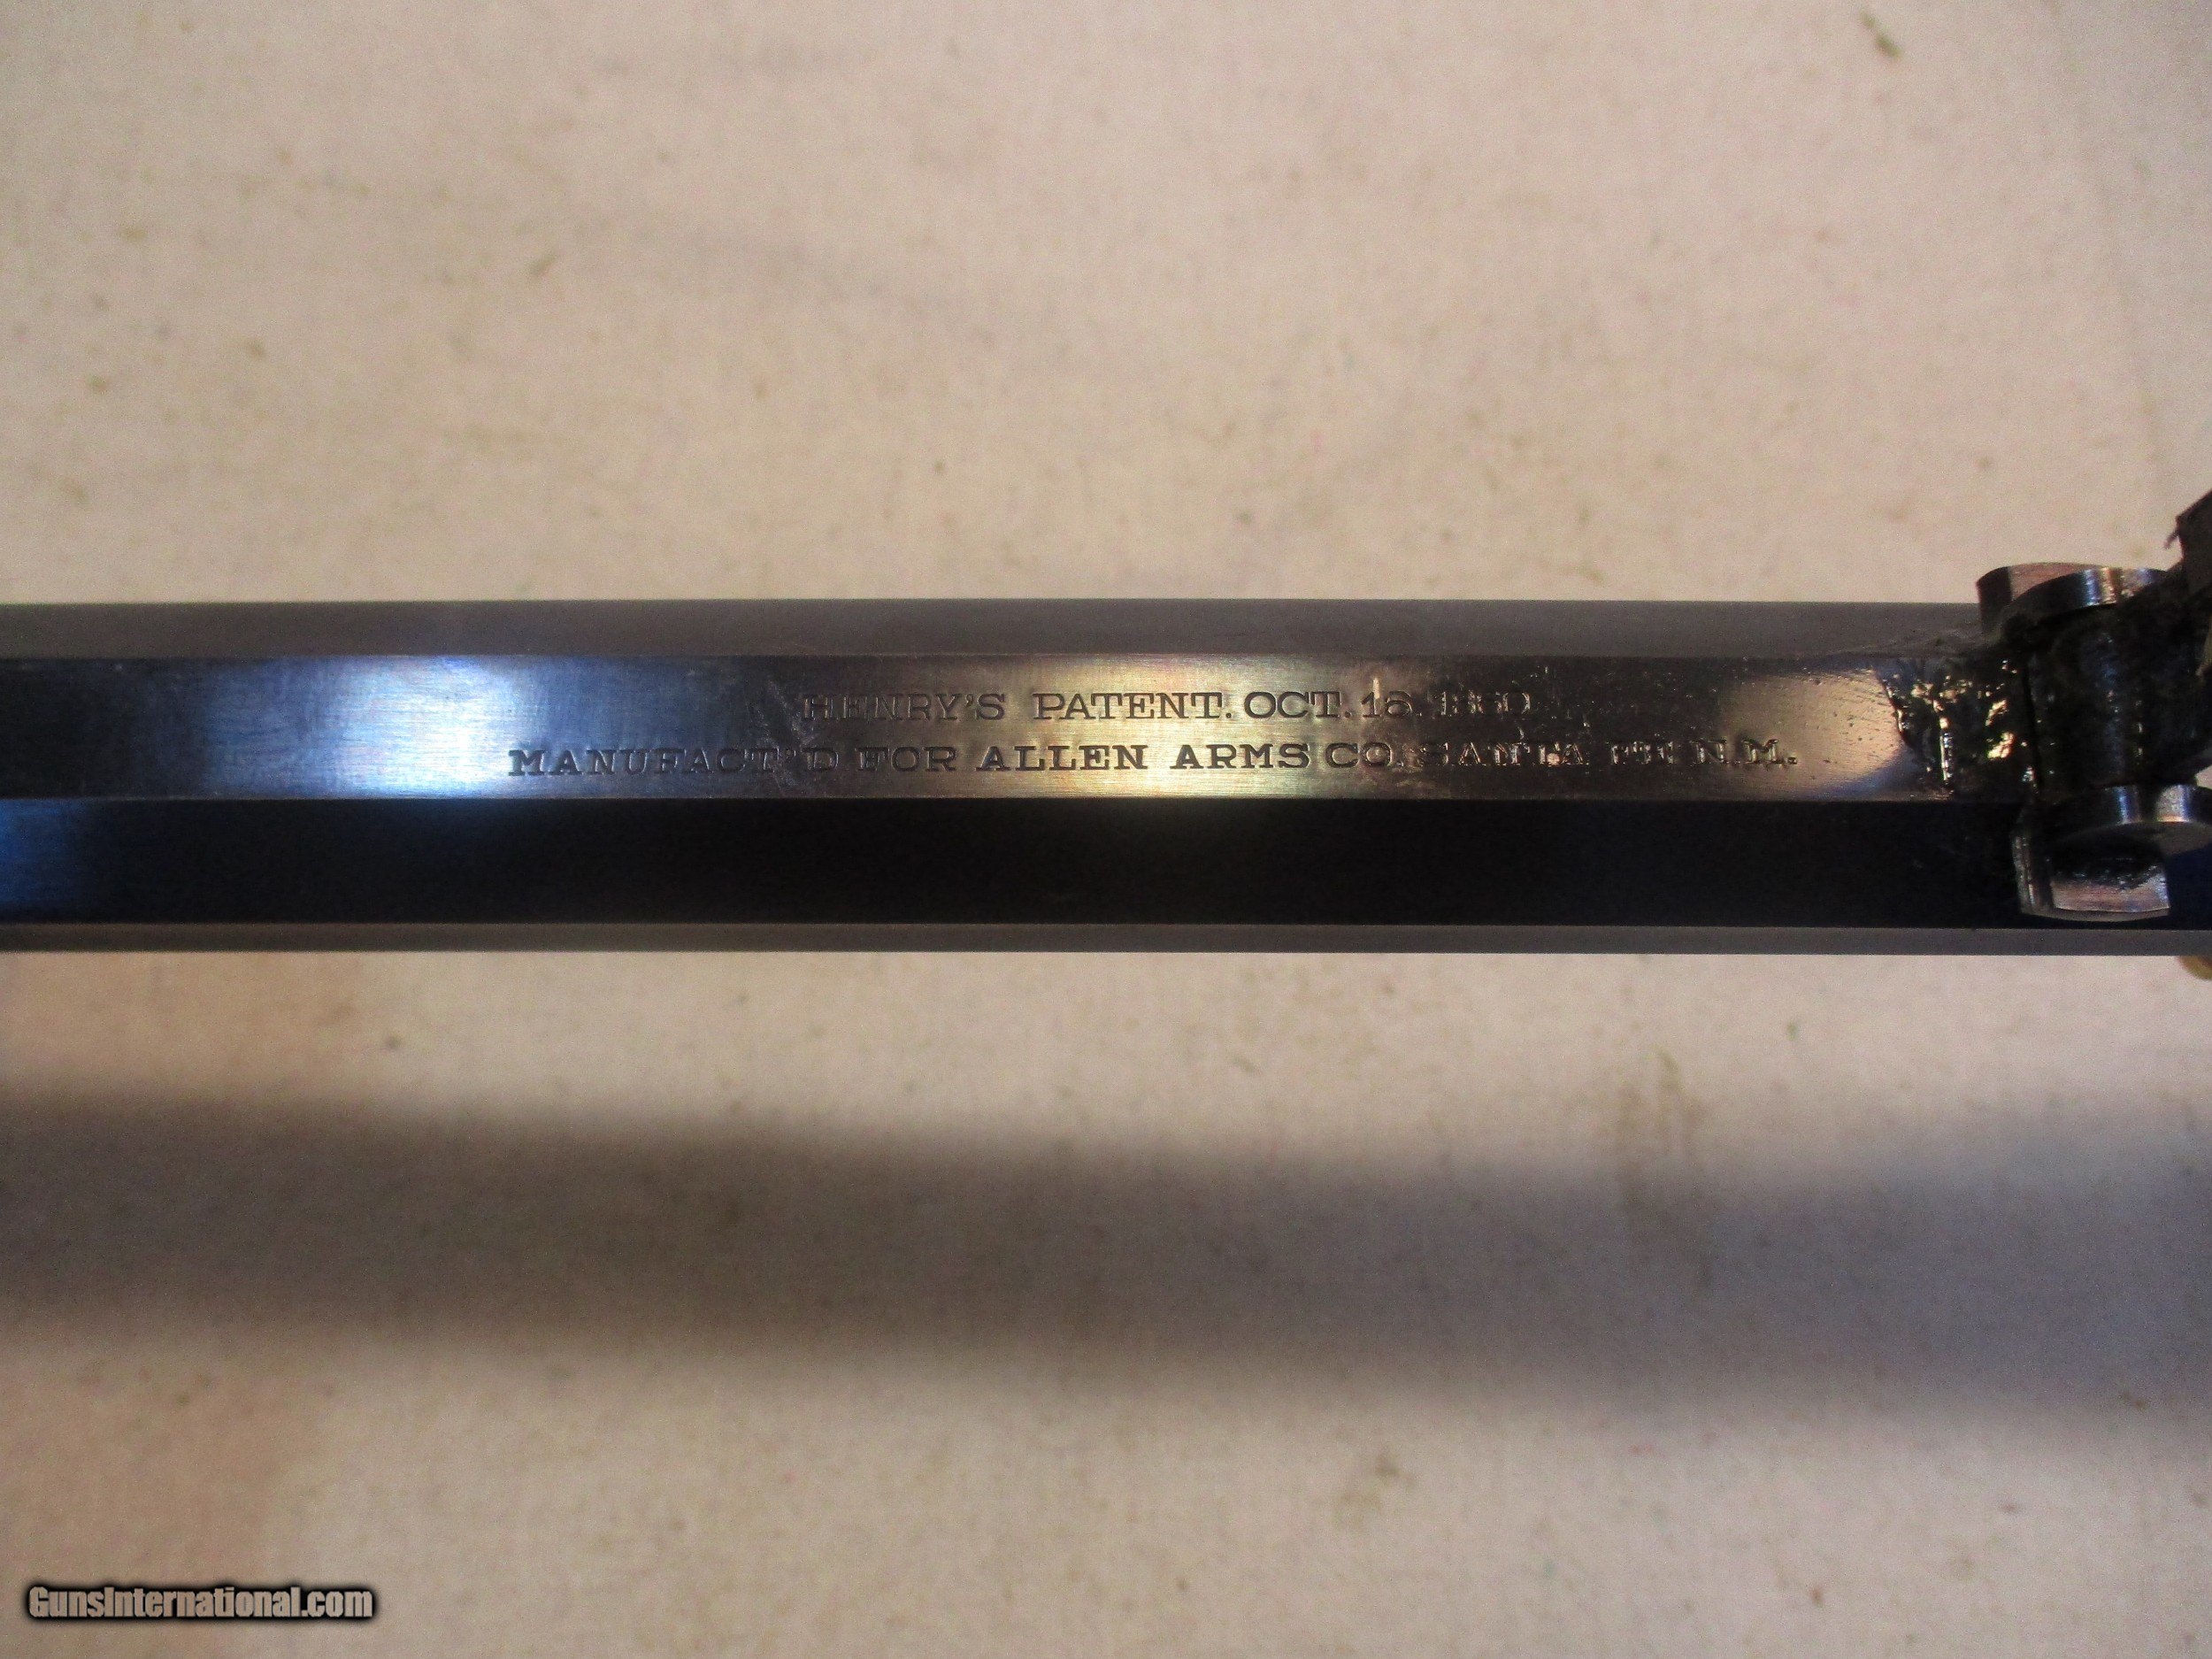 HENRY'S PATENT. OCT. 16. 1860
MANUFACT'D FOR ALLEN ARMS CO. SANTA FE N.M.
GunsInternational.com